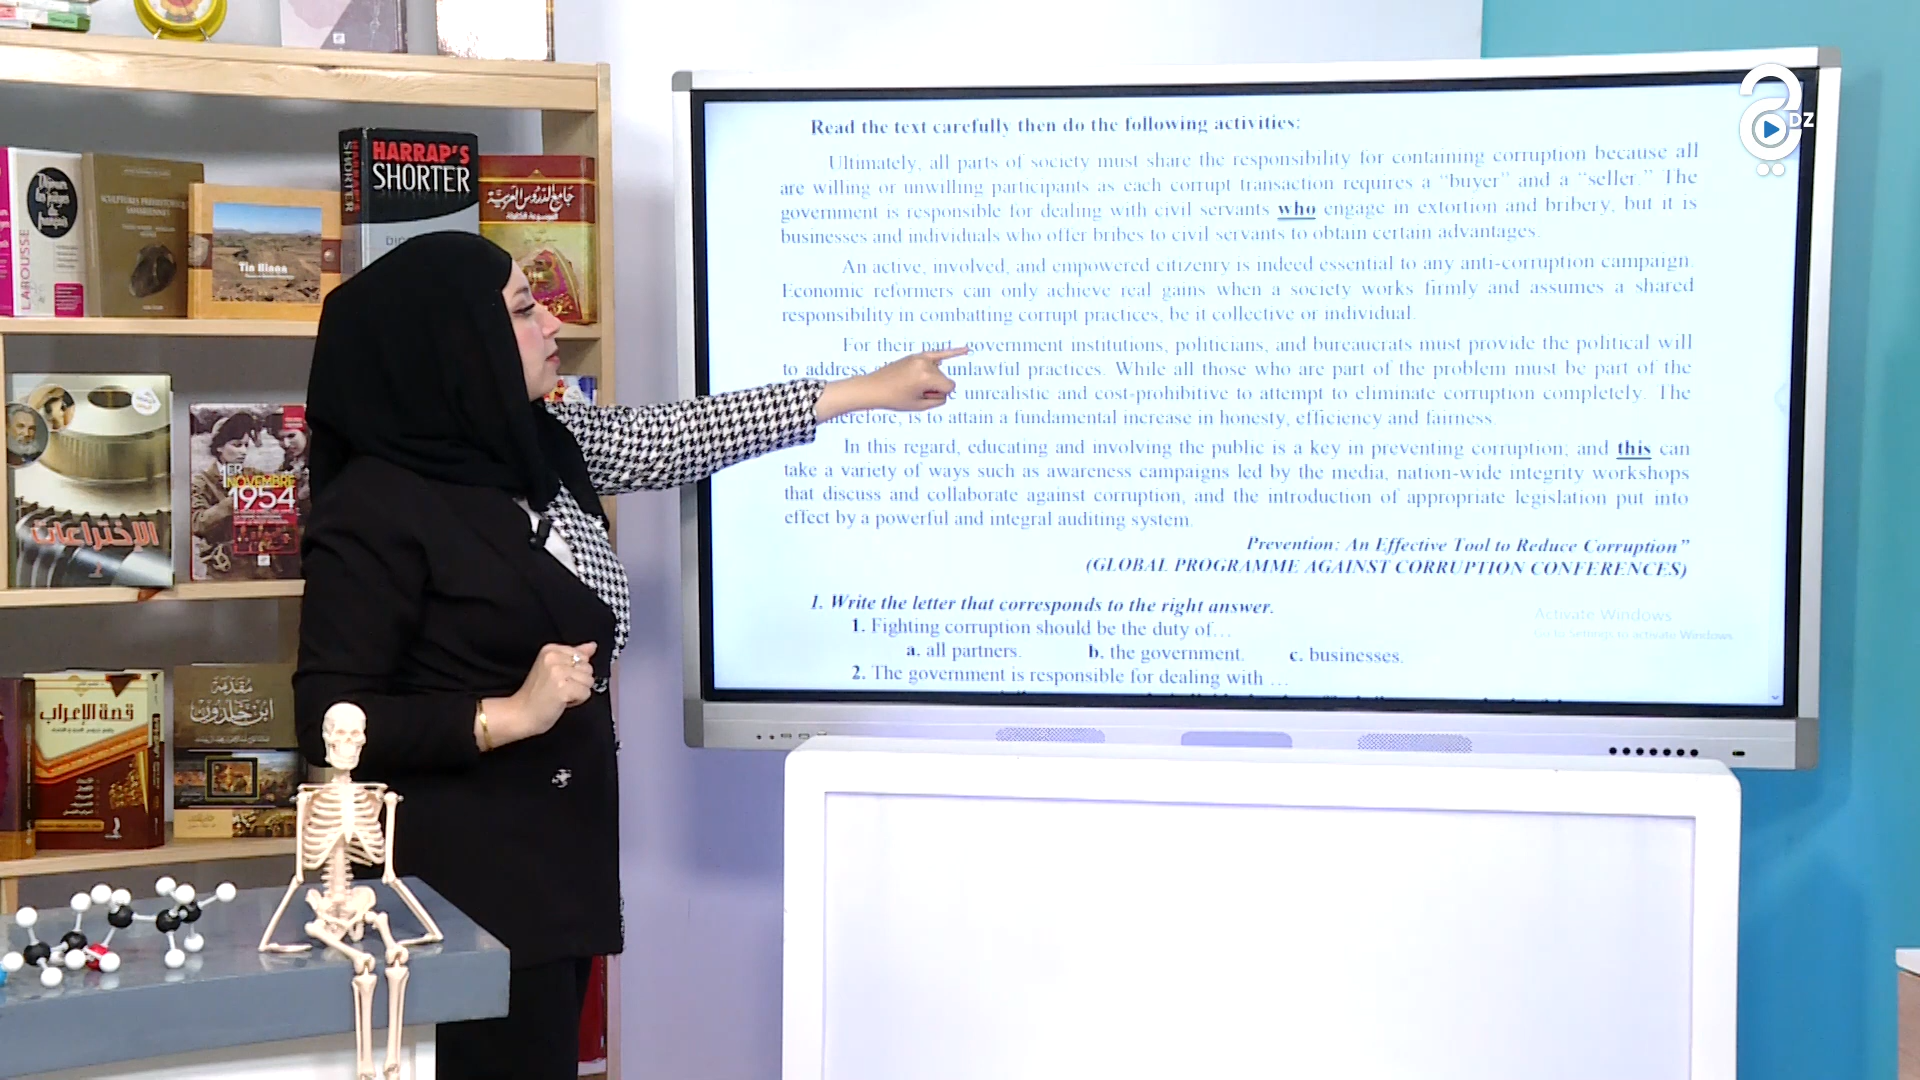 HARRAP'S
SHORTER
HARRAP'S SHORTER
جامع الدروس العربية
LAROUSSE
Tin Hinan
1ER
NOVEMBRE
1954
الإختراعات
قصة الإعراب
مقدمة
ابن خلدون
DZ
Read the text carefully then do the following activities:
Ultimately, all parts of society must share the responsibility for containing corruption because all
are willing or unwilling participants as each corrupt transaction requires a "buyer" and a "seller." The
government is responsible for dealing with civil servants who engage in extortion and bribery, but it is
businesses and individuals who offer bribes to civil servants to obtain certain advantages.
An active, involved, and empowered citizenry is indeed essential to any anti-corruption campaign.
Economic reformers can only achieve real gains when a society works firmly and assumes a shared
responsibility in combatting corrupt practices, be it collective or individual.
For their part, government institutions, politicians, and bureaucrats must provide the political will
to address unlawful practices. While all those who are part of the problem must be part of the
unrealistic and cost-prohibitive to attempt to eliminate corruption completely. The
is to attain a fundamental increase in honesty, efficiency and fairness.
In this regard, educating and involving the public is a key in preventing corruption; and this can
take a variety of ways such as awareness campaigns led by the media, nation-wide integrity workshops
that discuss and collaborate against corruption, and the introduction of appropriate legislation put into
effect by a powerful and integral auditing system.
Prevention: An Effective Tool to Reduce Corruption"
(GLOBAL PROGRAMME AGAINST CORRUPTION CONFERENCES)
1. Write the letter that corresponds to the right answer.
1. Fighting corruption should be the duty of…
a. all partners. b. the government. c. businesses.
2. The government is responsible for dealing with …
Activate Windows
Go to Settings to activate Windows.